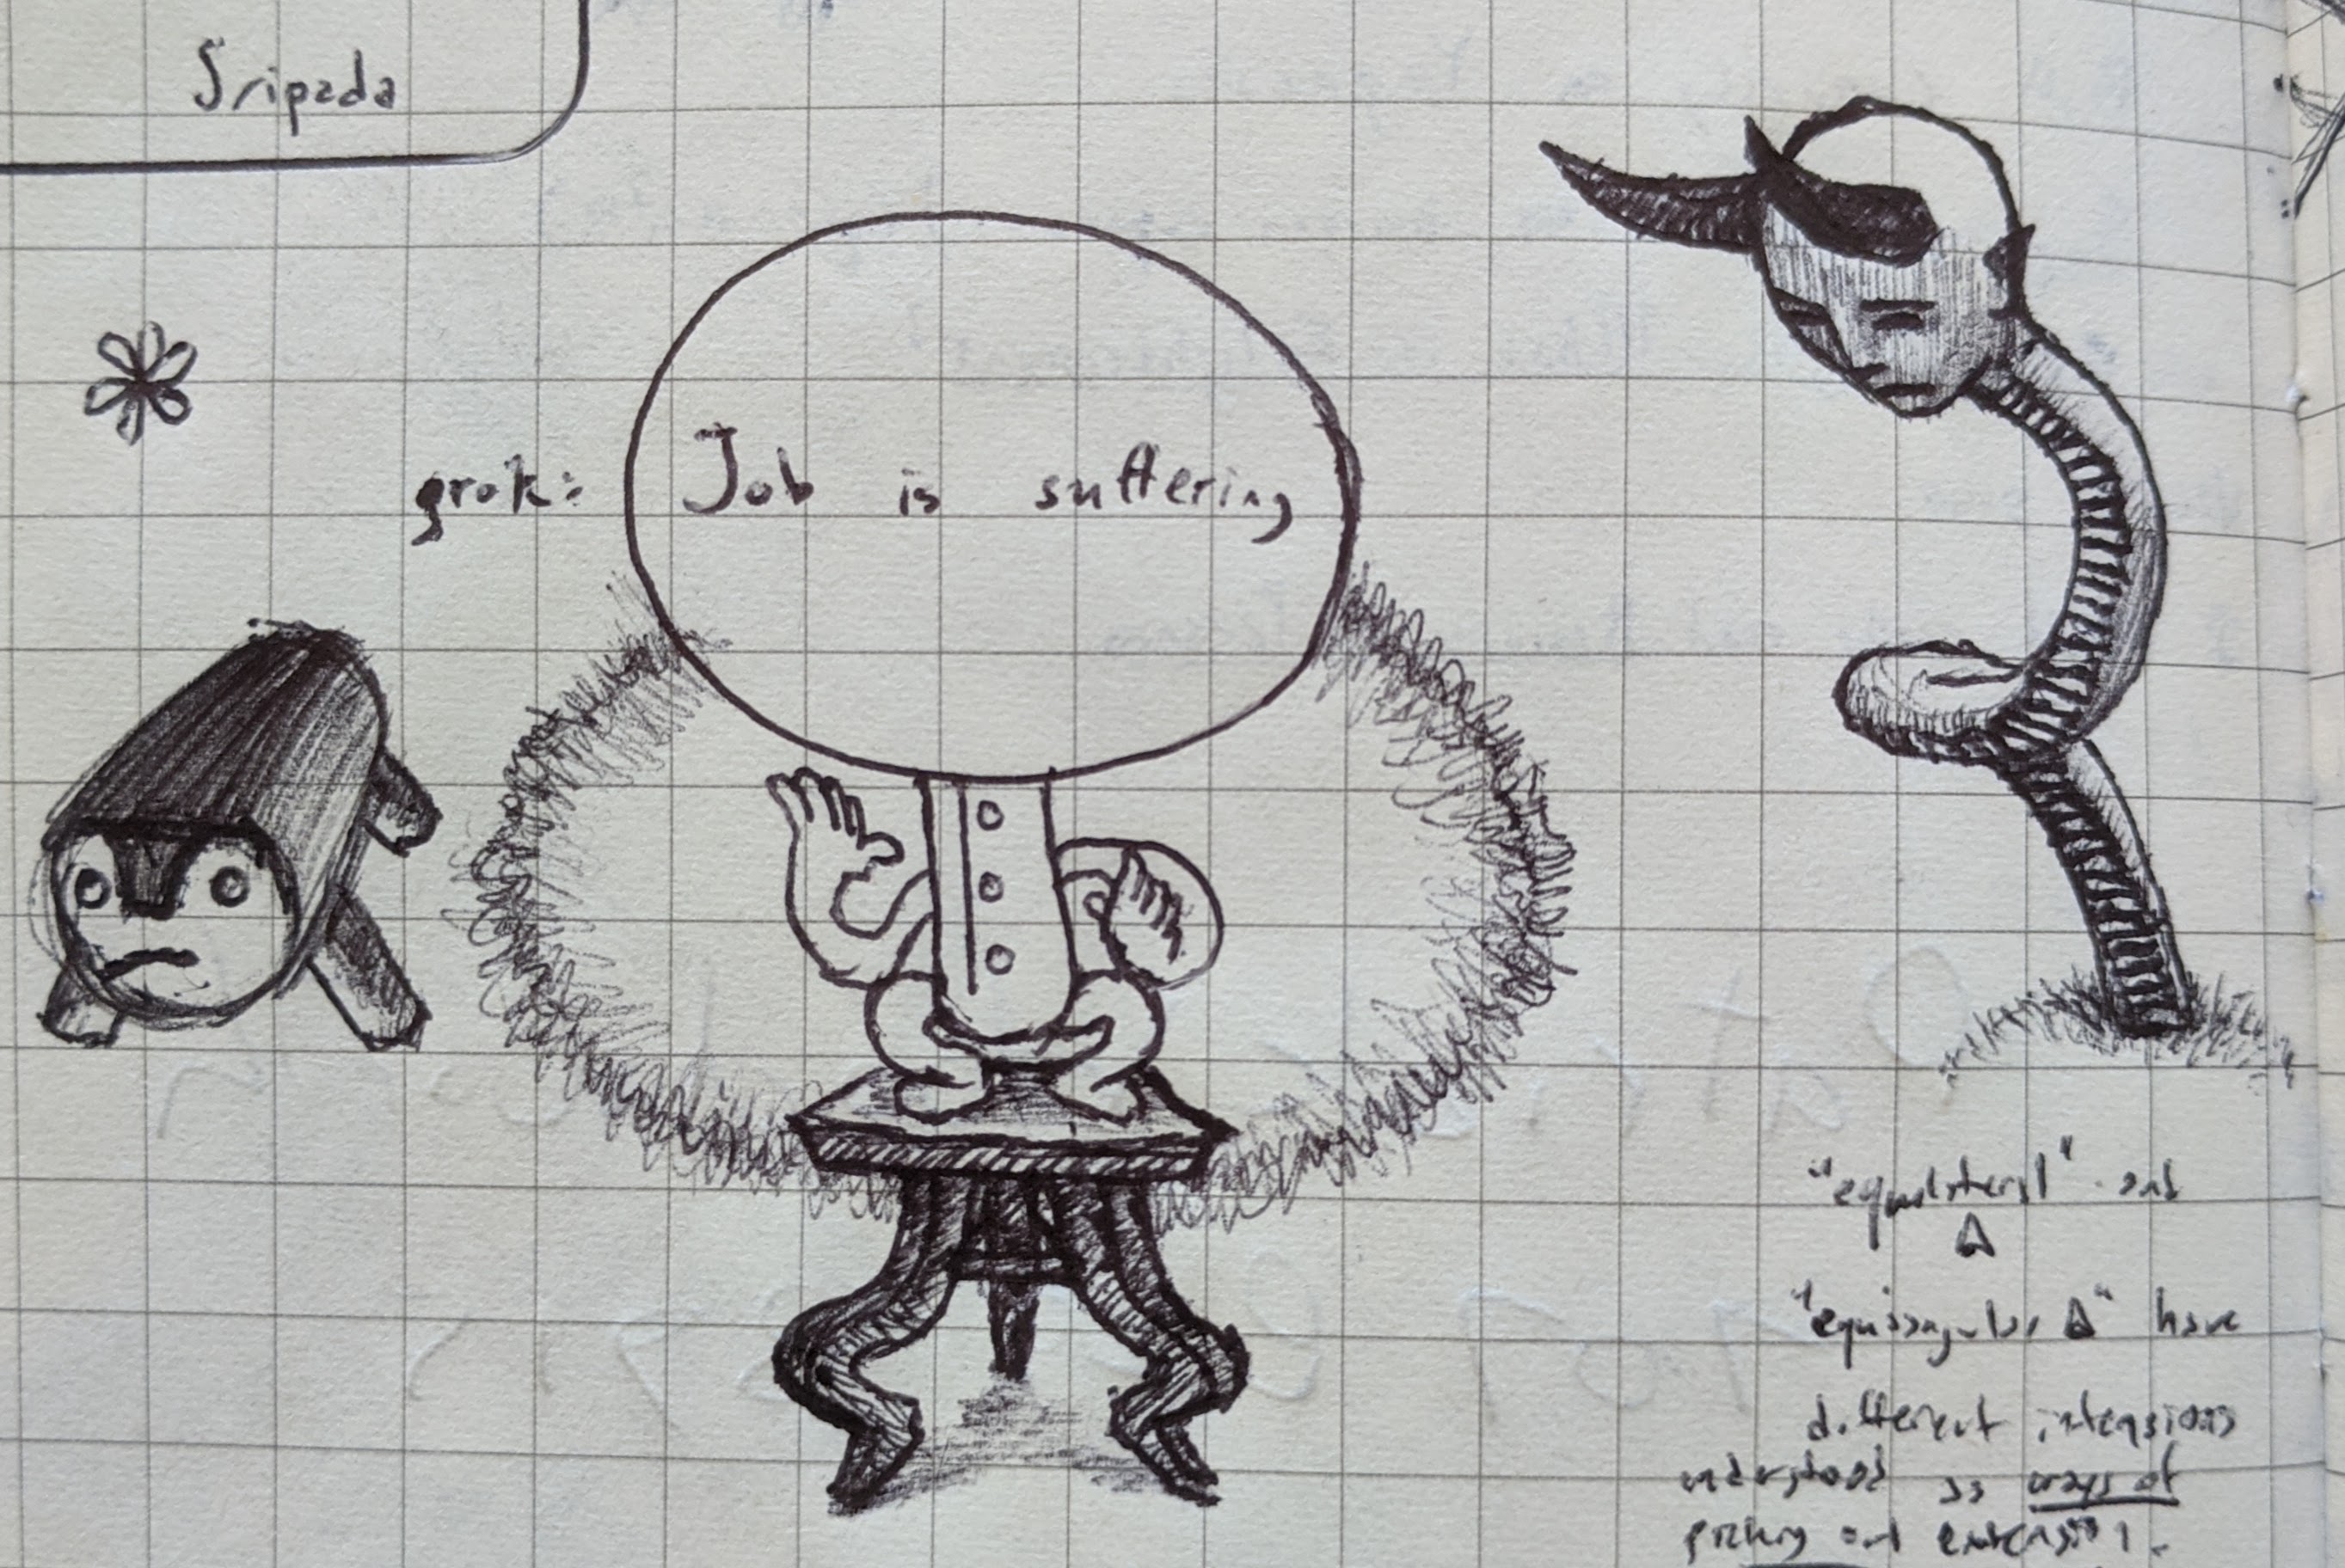 Sripada
grok: Job is suffering
"equilateral" and
△
"equiangular △" have
different intensions
understood as ways of
picking out extension.